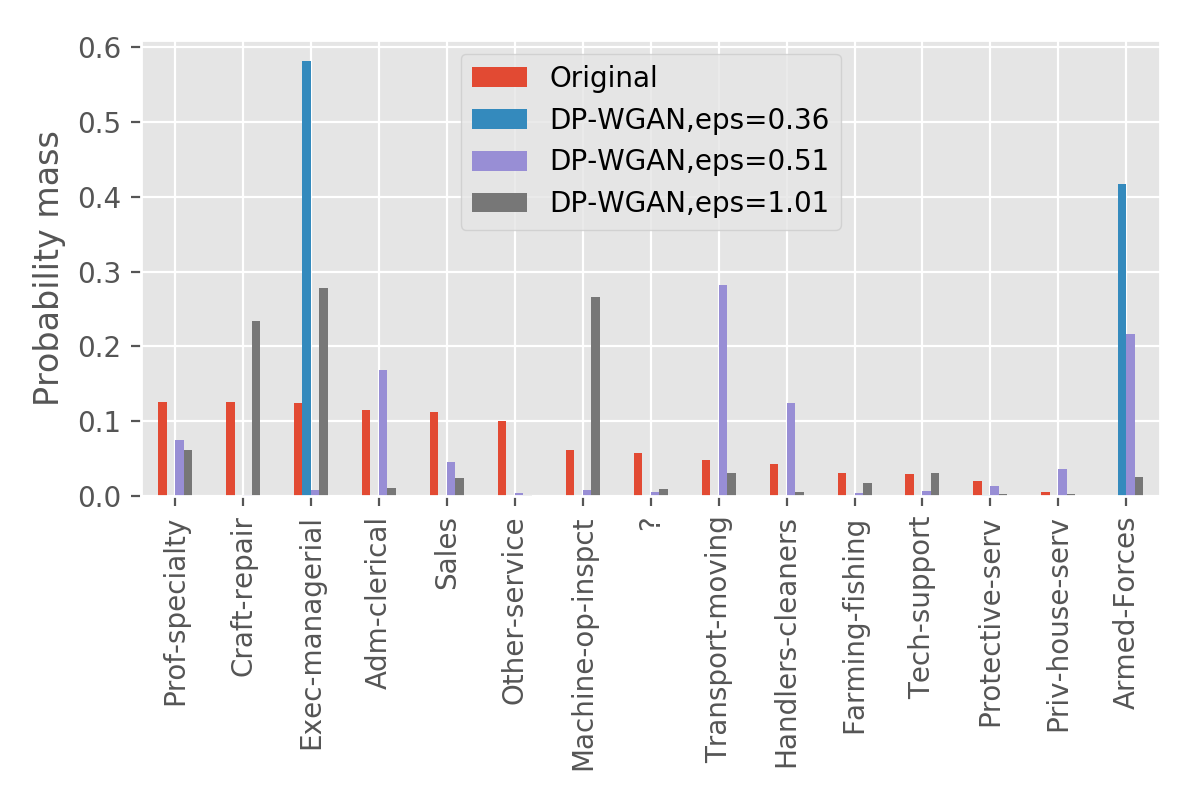 0.6
0.5
0.4
0.3
0.2
0.1
0.0
Probability mass
Original
DP-WGAN,eps=0.36
DP-WGAN,eps=0.51
DP-WGAN,eps=1.01
Prof-specialty
Craft-repair
Exec-managerial
Adm-clerical
Sales
Other-service
Machine-op-inspct
?
Transport-moving
Handlers-cleaners
Farming-fishing
Tech-support
Protective-serv
Priv-house-serv
Armed-Forces